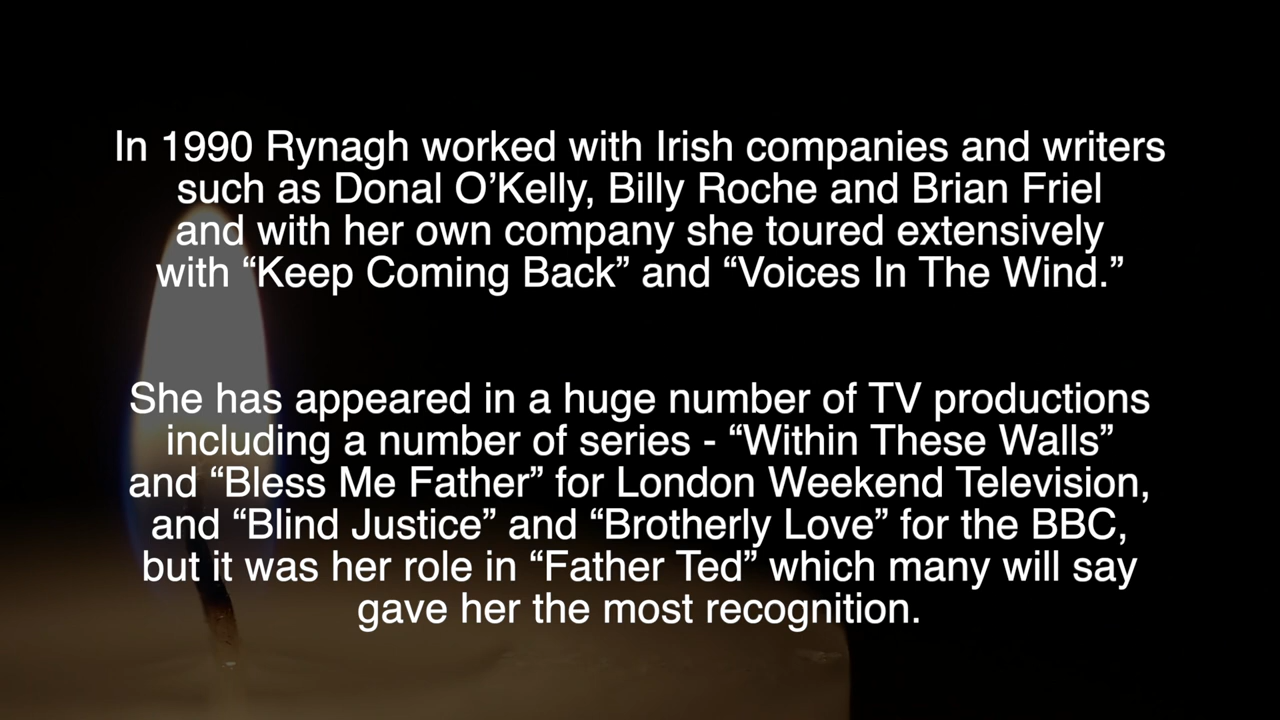 In 1990 Rynagh worked with Irish companies and writers
such as Donal O’Kelly, Billy Roche and Brian Friel
and with her own company she toured extensively
with “Keep Coming Back” and “Voices In The Wind.”
She has appeared in a huge number of TV productions
including a number of series - “Within These Walls”
and “Bless Me Father” for London Weekend Television,
and “Blind Justice” and “Brotherly Love” for the BBC,
but it was her role in “Father Ted” which many will say
gave her the most recognition.